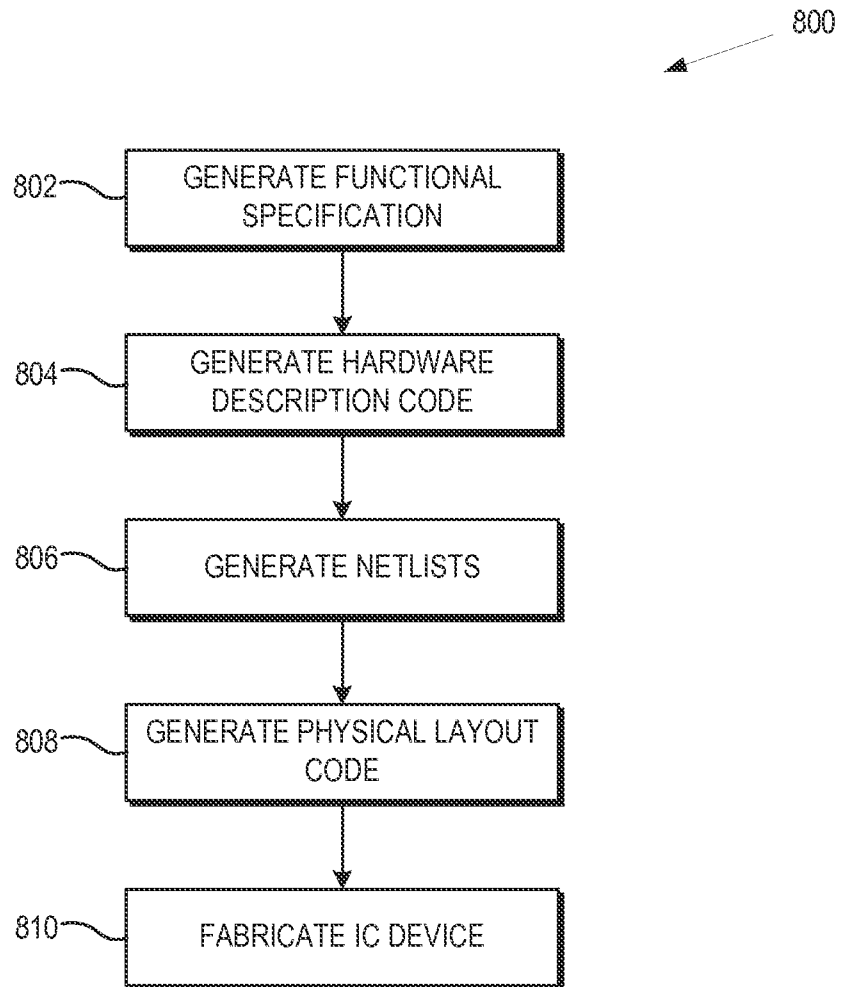 800
802
GENERATE FUNCTIONAL
SPECIFICATION
804
GENERATE HARDWARE
DESCRIPTION CODE
806
GENERATE NETLISTS
808
GENERATE PHYSICAL LAYOUT
CODE
810
FABRICATE IC DEVICE